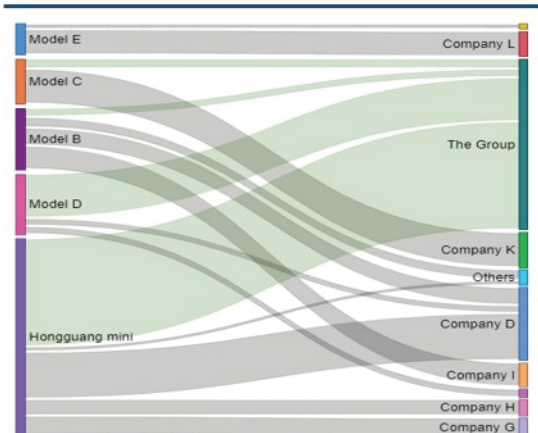 Model E
Company L
Model C
Model B
The Group
Model D
Company K
Others
Company D
Hongguang mini
Company I
Company H
Company G